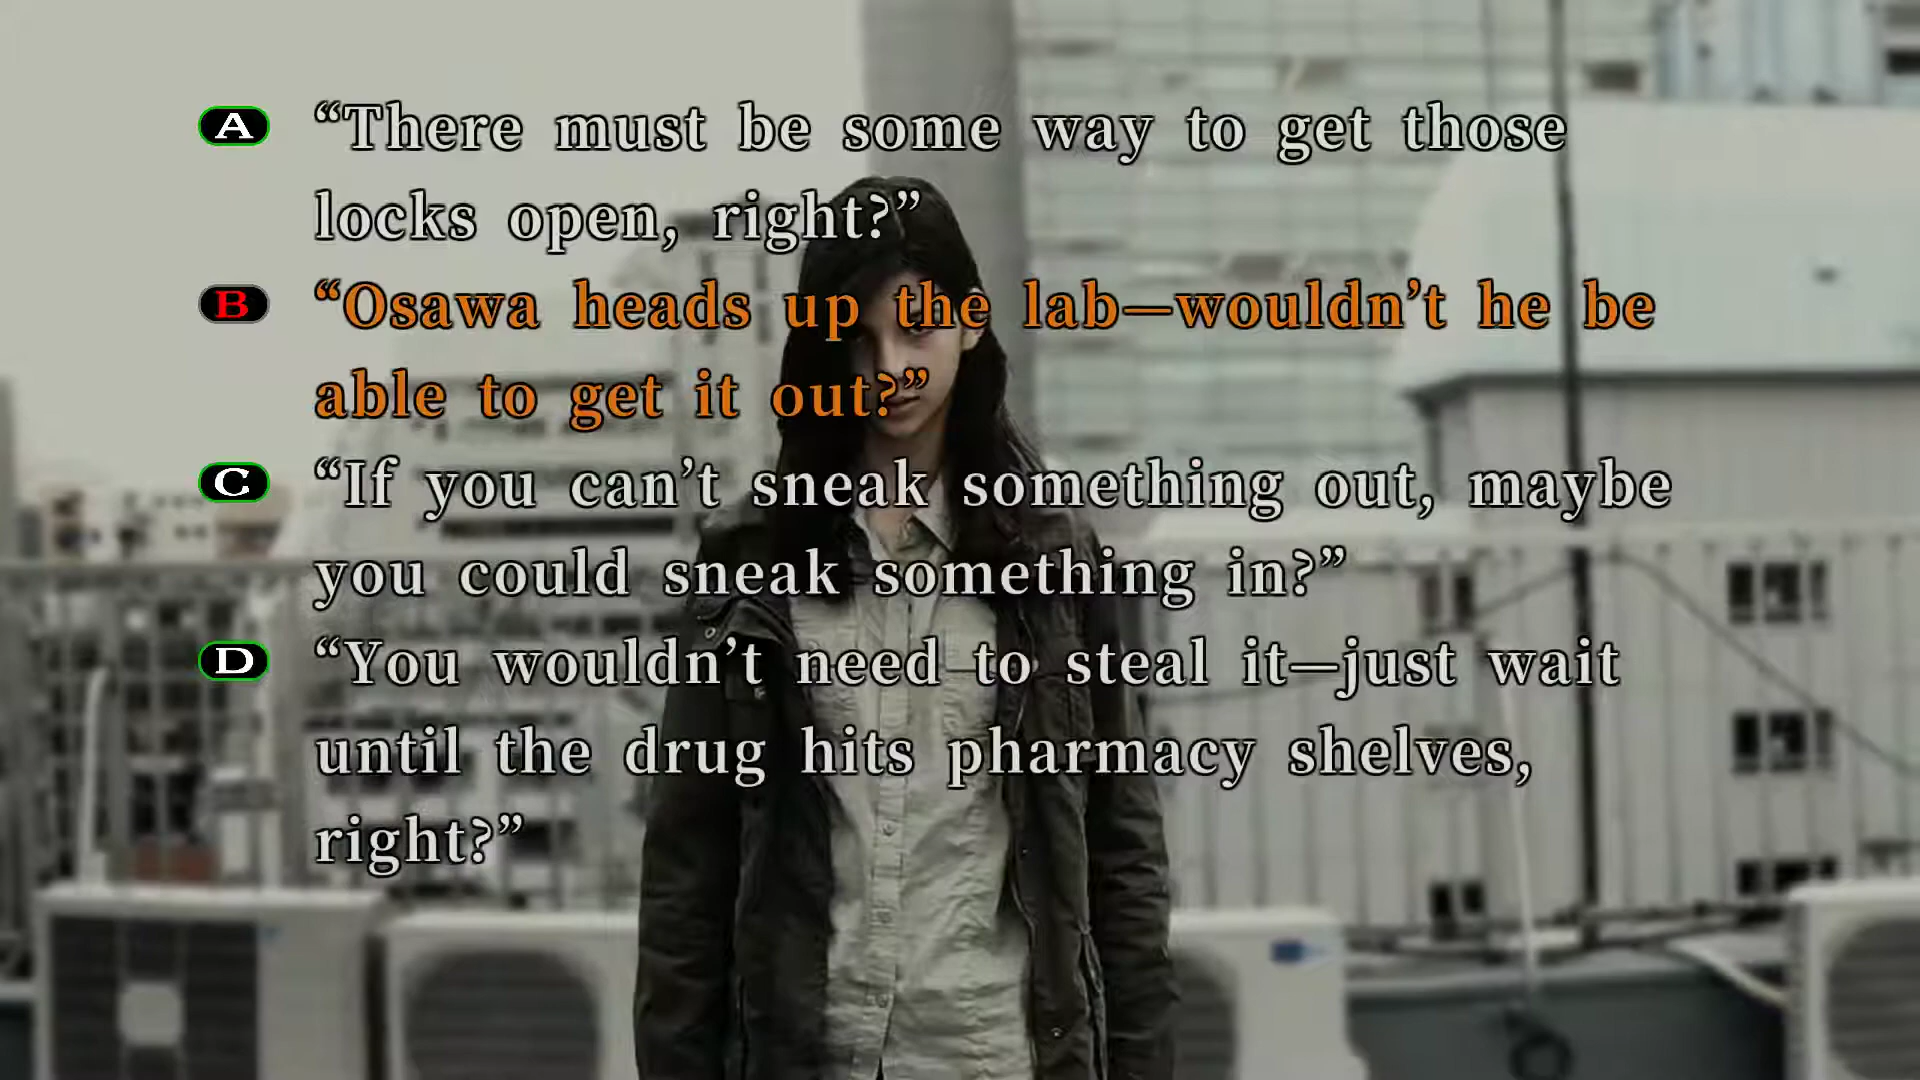 A “There must be some way to get those
locks open, right?”
B “Osawa heads up the lab—wouldn’t he be
able to get it out?”
C “If you can’t sneak something out, maybe
you could sneak something in?”
D “You wouldn’t need to steal it—just wait
until the drug hits pharmacy shelves,
right?”